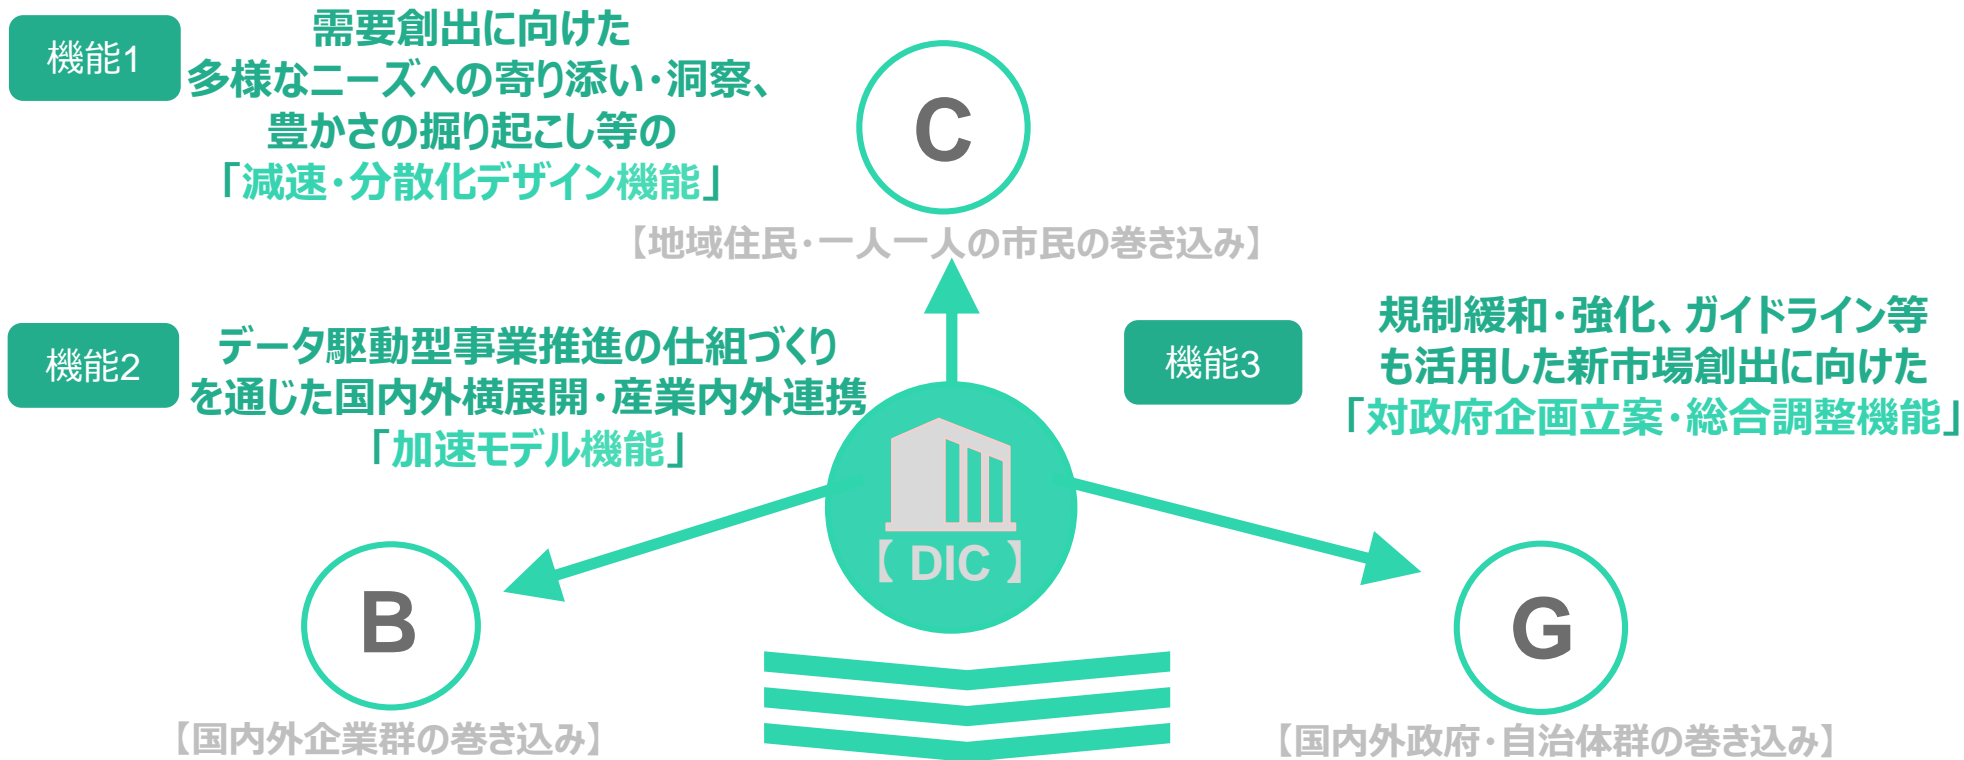 機能1
需要創出に向けた
多様なニーズへの寄り添い・洞察、
豊かさの掘り起こし等の
「減速・分散化デザイン機能」
C
【地域住民・一人一人の市民の巻き込み】
機能2
データ駆動型事業推進の仕組づくり
を通じた国内外横展開・産業内外連携
「加速モデル機能」
機能3
規制緩和・強化、ガイドライン等
も活用した新市場創出に向けた
「対政府企画立案・総合調整機能」
【 DIC 】
B
【国内外企業群の巻き込み】
G
【国内外政府・自治体群の巻き込み】